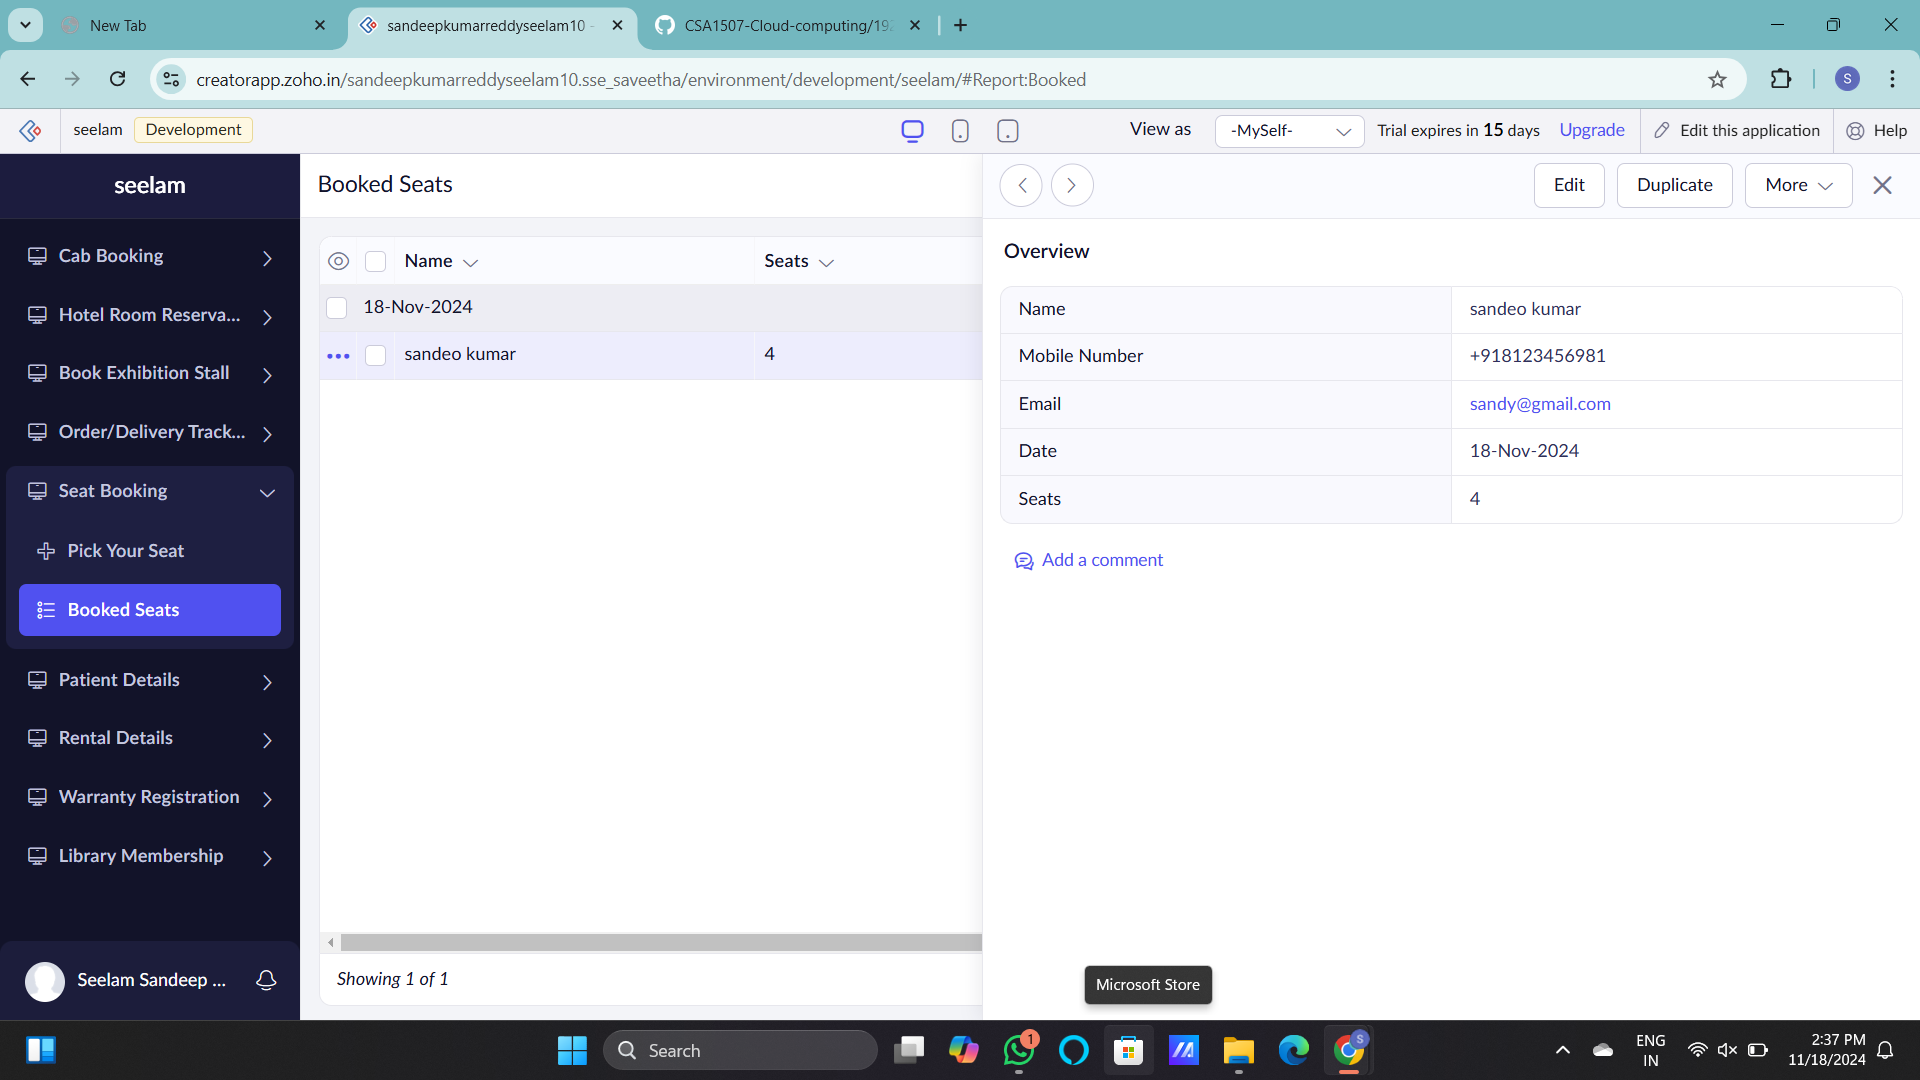 New Tab
sandeepkumarreddyseelam10 -
CSA1507-Cloud-computing/192
creatorapp.zoho.in/sandeepkumarreddyseelam10.sse_saveetha/environment/development/seelam/#Report:Booked
S
seelam
Development
View as
-MySelf-
Trial expires in 15 days
Upgrade
Edit this application
Help
seelam
Cab Booking
Hotel Room Reserva...
Book Exhibition Stall
Order/Delivery Track...
Seat Booking
Pick Your Seat
Booked Seats
Patient Details
Rental Details
Warranty Registration
Library Membership
Seelam Sandeep ...
Booked Seats
Name
Seats
18-Nov-2024
sandeo kumar
4
Showing 1 of 1
Edit
Duplicate
More
Overview
Name
sandeo kumar
Mobile Number
+918123456981
Email
sandy@gmail.com
Date
18-Nov-2024
Seats
4
Add a comment
Microsoft Store
Search
1
S
ENG
IN
2:37 PM
11/18/2024